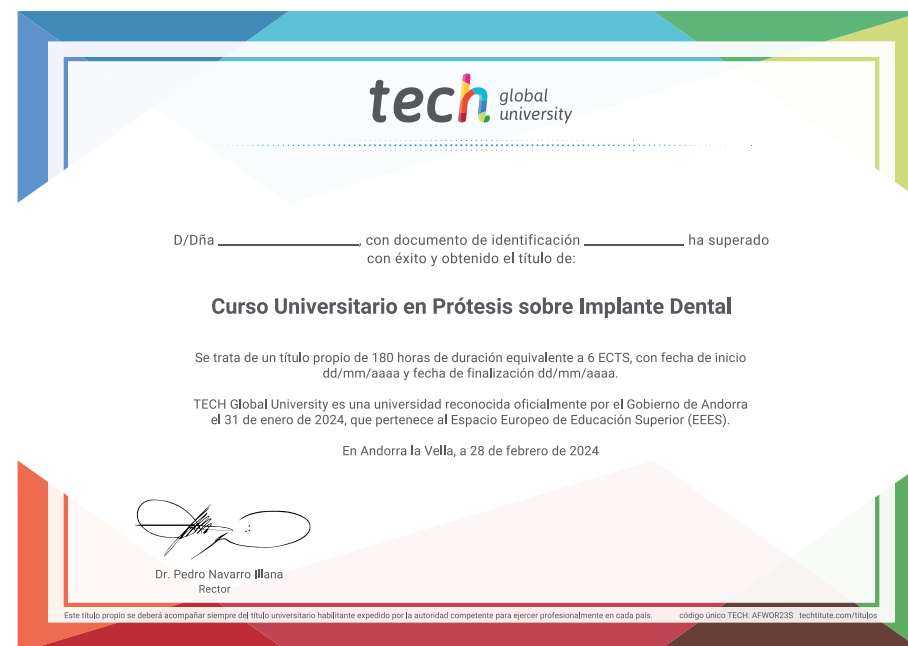 tech global university
D/Dña ____________________, con documento de identificación ______________ ha superado
con éxito y obtenido el título de:
Curso Universitario en Prótesis sobre Implante Dental
Se trata de un título propio de 180 horas de duración equivalente a 6 ECTS, con fecha de inicio
dd/mm/aaaa y fecha de finalización dd/mm/aaaa.
TECH Global University es una universidad reconocida oficialmente por el Gobierno de Andorra
el 31 de enero de 2024, que pertenece al Espacio Europeo de Educación Superior (EEES).
En Andorra la Vella, a 28 de febrero de 2024
Dr. Pedro Navarro Illana
Rector
Este título propio se deberá acompañar siempre del título universitario habilitante expedido por la autoridad competente para ejercer profesionalmente en cada país. código único TECH: AFWOR23S techtitute.com/titulos